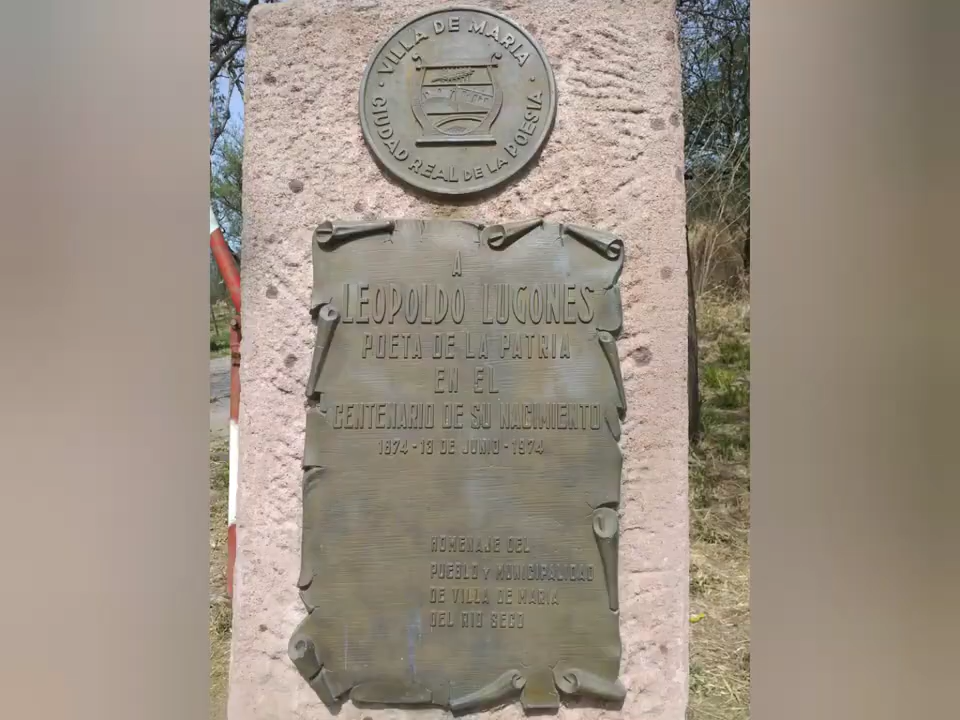 · VILLA DE MARIA ·
CIUDAD REAL DE LA POESIA
A
LEOPOLDO LUGONES
POETA DE LA PATRIA
EN EL
CENTENARIO DE SU NACIMIENTO
1874 - 13 DE JUNIO - 1974
HOMENAJE DEL
PUEBLO Y MUNICIPALIDAD
DE VILLA DE MARIA
DEL RIO SECO